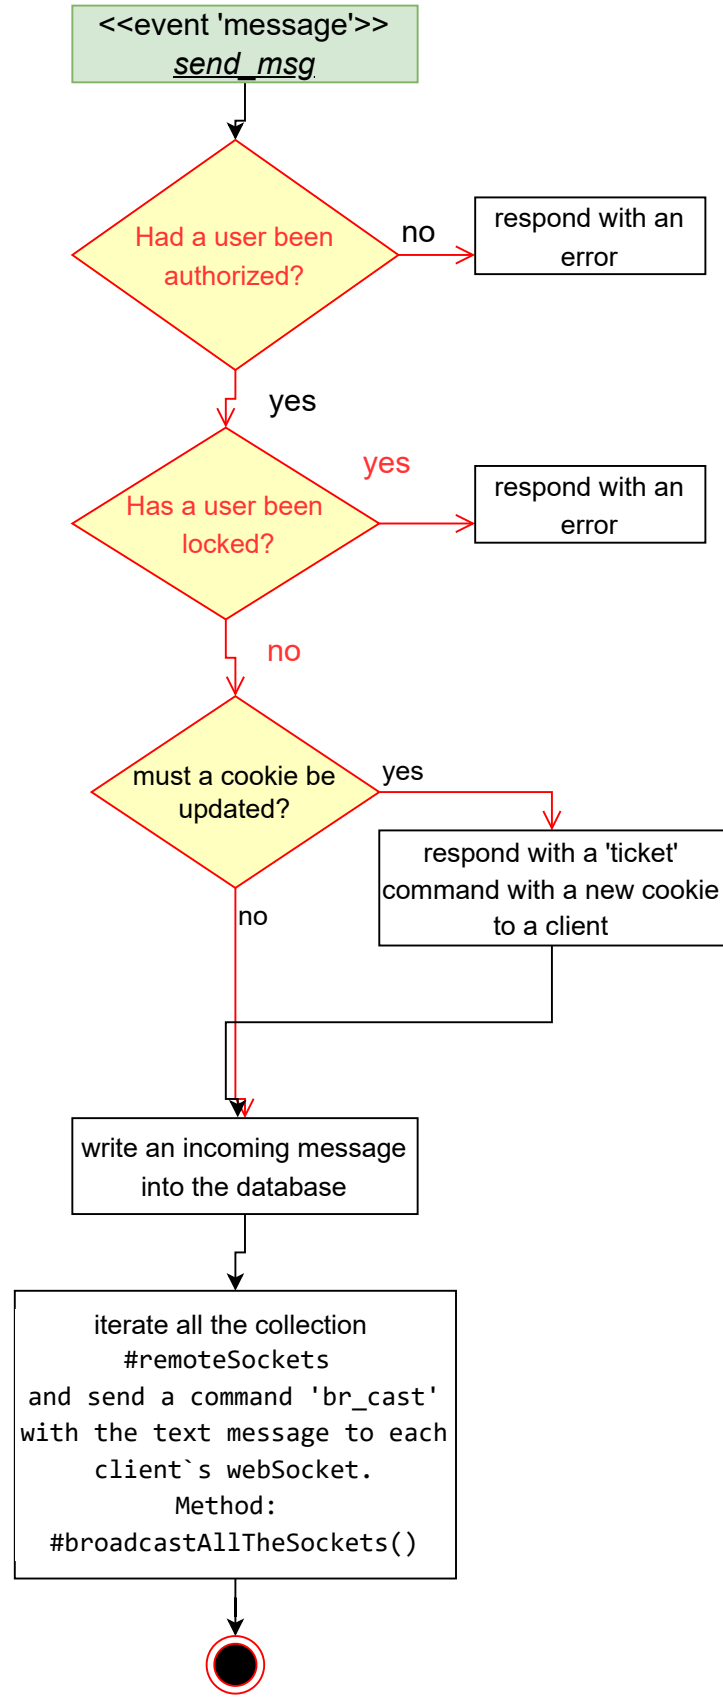 <<event 'message'>>
send_msg
Had a user been
authorized?
no
respond with an
error
yes
Has a user been
locked?
yes
respond with an
error
no
must a cookie be
updated?
yes
respond with a 'ticket'
command with a new cookie
to a client
no
write an incoming message
into the database
iterate all the collection
#remoteSockets
and send a command 'br_cast'
with the text message to each
client`s webSocket.
Method:
#broadcastAllTheSockets()